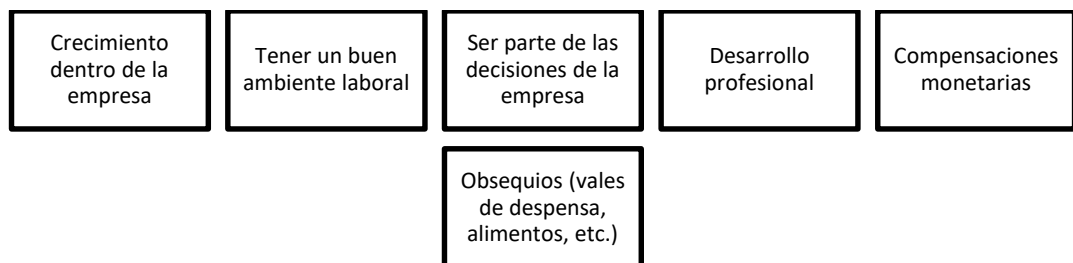 Crecimiento
dentro de la
empresa
Tener un buen
ambiente laboral
Ser parte de las
decisiones de la
empresa
Desarrollo
profesional
Compensaciones
monetarias
Obsequios (vales
de despensa,
alimentos, etc.)